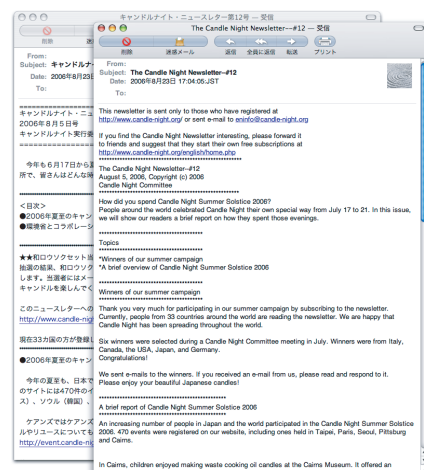 キャンドルナイト・ニュースレター第12号 — 受信
削除
From:
Subject: キャンドルナ
Date: 2006年8月23日
To:
キャンドルナイト・ニュ
2006年８月５日号
キャンドルナイト実行委
今年も６月17日から夏
所で、皆さんはどんな時
＜目次＞
●2006年夏至のキャン
●環境省とコラボレーシ
★★和ロウソクセット当
抽選の結果、和ロウソク
します。当選者にはメー
キャンドルを楽しんでく
このニュースレターへの
http://www.candle-nig
現在33カ国の方が登録し
●2006年夏至のキャン
今年の夏至も、日本で
のサイトには470件のイ
ス）、ソウル（韓国）、
ケアンズではケアンズ
ルやリユースについても
http://event.candle-nig
The Candle Night Newsletter--#12 — 受信
削除 迷惑メール 返信 全員に返信 転送 プリント
From:
Subject: The Candle Night Newsletter--#12
Date: 2006年8月23日 17:04:05:JST
To:
This newsletter is sent only to those who have registered at
http://www.candle-night.org/ or sent e-mail to eninfo@candle-night.org
If you find the Candle Night Newsletter interesting, please forward it
to friends and suggest that they start their own free subscriptions at
http://www.candle-night.org/english/home.php
The Candle Night Newsletter--#12
August 5, 2006, Copyright (c) 2006
Candle Night Committee
How did you spend Candle Night Summer Solstice 2006?
People around the world celebrated Candle Night their own special way from July 17 to 21. In this issue,
we will show our readers a brief report on how they spent those evenings.
Topics
*Winners of our summer campaign
*A brief overview of Candle Night Summer Solstice 2006
Winners of our summer campaign
Thank you very much for participating in our summer campaign by subscribing to the newsletter.
Currently, people from 33 countries around the world are reading the newsletter. We are happy that
Candle Night has been spreading throughout the world.
Six winners were selected during a Candle Night Committee meeting in July. Winners were from Italy,
Canada, the USA, Japan, and Germany.
Congratulations!
We sent e-mails to the winners. If you received an e-mail from us, please read and respond to it.
Please enjoy your beautiful Japanese candles!
A brief report of Candle Night Summer Solstice 2006
An increasing number of people in Japan and the world participated in the Candle Night Summer Solstice
2006. 470 events were registered on our website, including ones held in Taipei, Paris, Seoul, Pittsburg
and Cairns.
In Cairns, children enjoyed making waste cooking oil candles at the Cairns Museum. It offered an